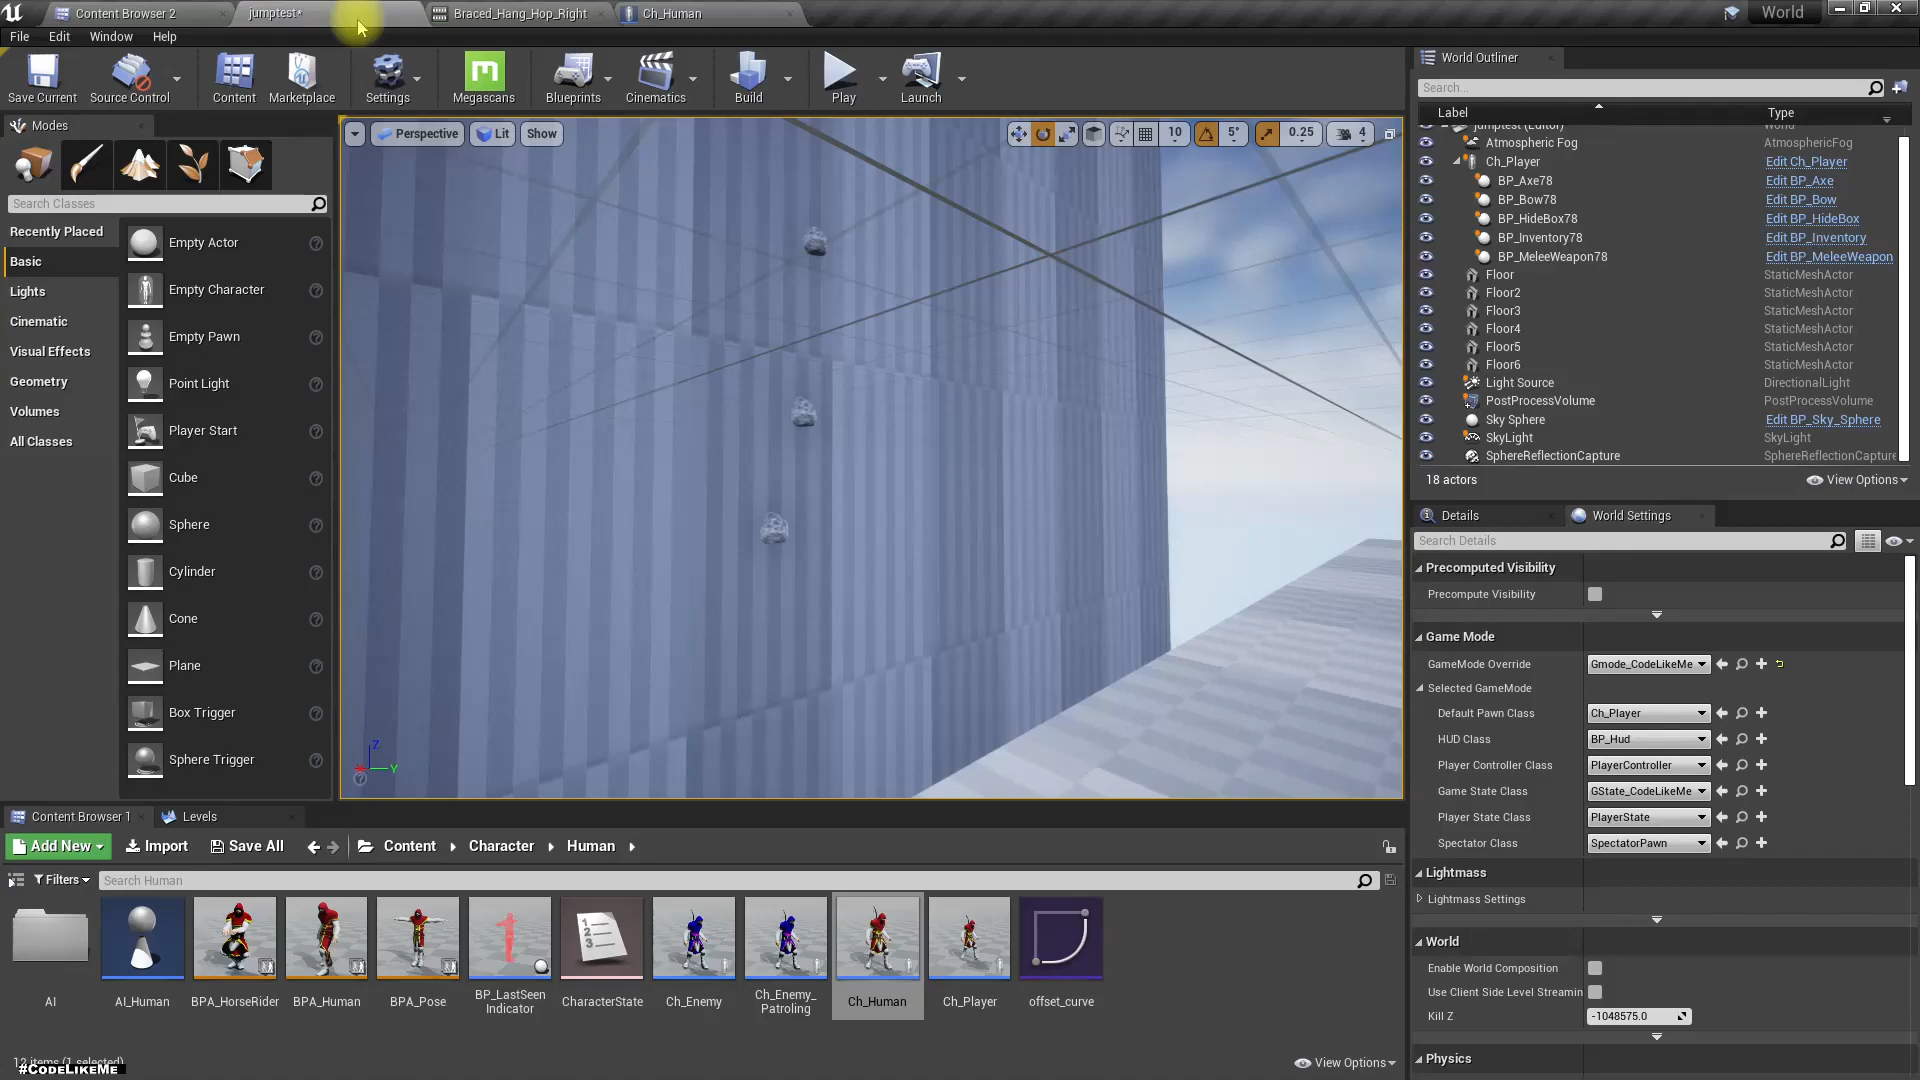 Content Browser 2
jumptest*
Braced_Hang_Hop_Right
Ch_Human
World
File Edit Window Help
Save Current
Source Control
Content
Marketplace
Settings
Megascans
Blueprints
Cinematics
Build
Play
Launch
Modes
Search Classes
Recently Placed
Basic
Lights
Cinematic
Visual Effects
Geometry
Volumes
All Classes
Empty Actor
Empty Character
Empty Pawn
Point Light
Player Start
Cube
Sphere
Cylinder
Cone
Plane
Box Trigger
Sphere Trigger
Perspective Lit Show
10 5° 0.25 4
Z
Y
World Outliner
Search...
Label Type
jumptest (Editor) World
Atmospheric Fog AtmosphericFog
Ch_Player Edit Ch_Player
BP_Axe78 Edit BP_Axe
BP_Bow78 Edit BP_Bow
BP_HideBox78 Edit BP_HideBox
BP_Inventory78 Edit BP_Inventory
BP_MeleeWeapon78 Edit BP_MeleeWeapon
Floor StaticMeshActor
Floor2 StaticMeshActor
Floor3 StaticMeshActor
Floor4 StaticMeshActor
Floor5 StaticMeshActor
Floor6 StaticMeshActor
Light Source DirectionalLight
PostProcessVolume PostProcessVolume
Sky Sphere Edit BP_Sky_Sphere
SkyLight SkyLight
SphereReflectionCapture SphereReflectionCapture
18 actors View Options
Details World Settings
Search Details
Precomputed Visibility
Precompute Visibility
Game Mode
GameMode Override Gmode_CodeLikeMe
Selected GameMode
Default Pawn Class Ch_Player
HUD Class BP_Hud
Player Controller Class PlayerController
Game State Class GState_CodeLikeMe
Player State Class PlayerState
Spectator Class SpectatorPawn
Lightmass
Lightmass Settings
World
Enable World Composition
Use Client Side Level Streamin
Kill Z -1048575.0
Physics
Content Browser 1 Levels
Add New Import Save All Content Character Human
Filters Search Human
AI
AI_Human
BPA_HorseRider
BPA_Human
BPA_Pose
BP_LastSeen
Indicator
CharacterState
Ch_Enemy
Ch_Enemy_
Patroling
Ch_Human
Ch_Player
offset_curve
12 items (1 selected) View Options
#CodeLikeMe